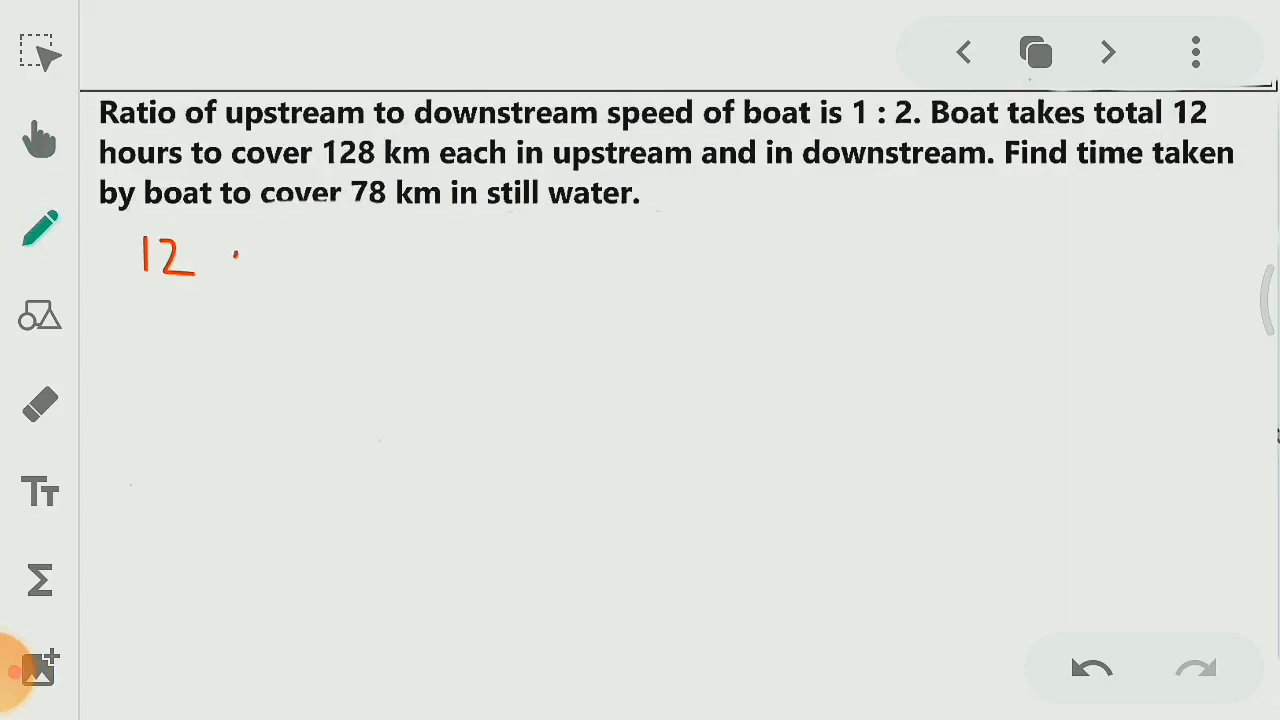 Ratio of upstream to downstream speed of boat is 1 : 2. Boat takes total 12
hours to cover 128 km each in upstream and in downstream. Find time taken
by boat to cover 78 km in still water.
12
Tт
Σ